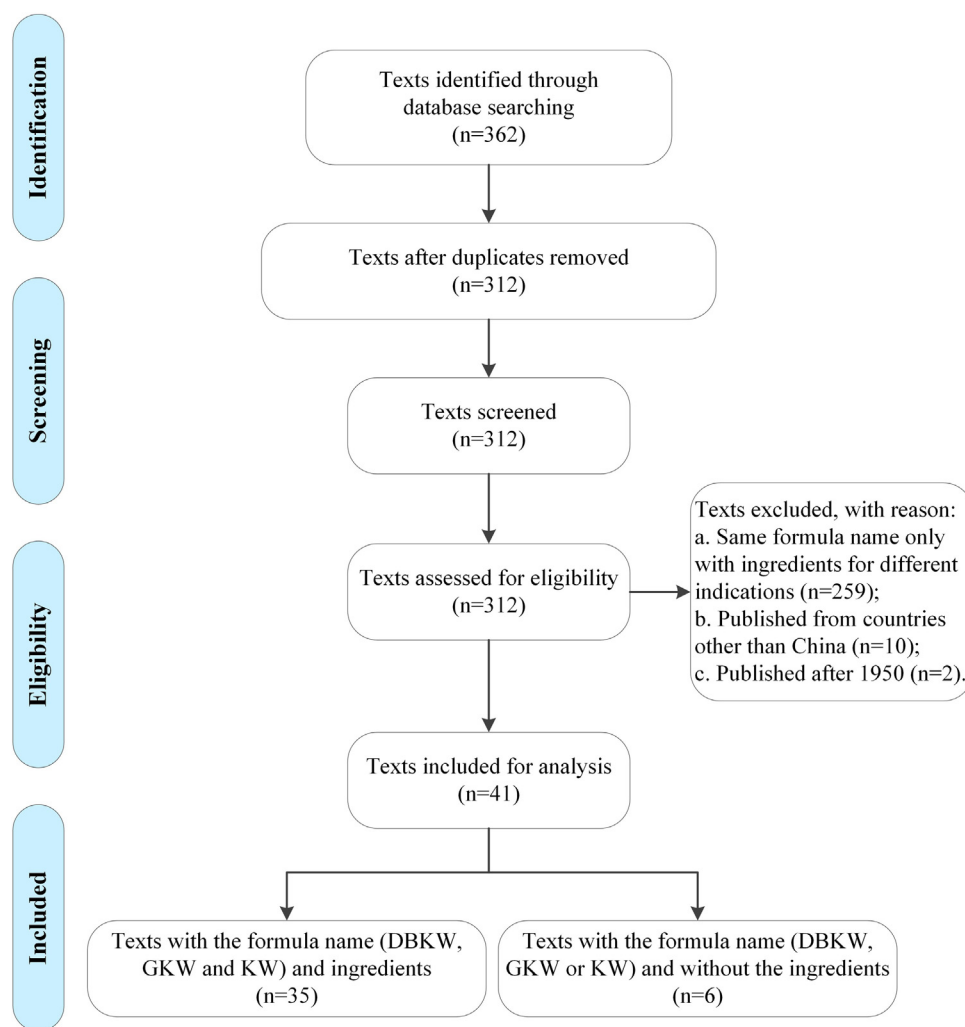 Identification
Texts identified through
database searching
(n=362)
Texts after duplicates removed
(n=312)
Screening
Texts screened
(n=312)
Eligibility
Texts assessed for eligibility
(n=312)
Texts excluded, with reason:
a. Same formula name only
with ingredients for different
indications (n=259);
b. Published from countries
other than China (n=10);
c. Published after 1950 (n=2).
Texts included for analysis
(n=41)
Included
Texts with the formula name (DBKW,
GKW and KW) and ingredients
(n=35)
Texts with the formula name (DBKW,
GKW or KW) and without the ingredients
(n=6)